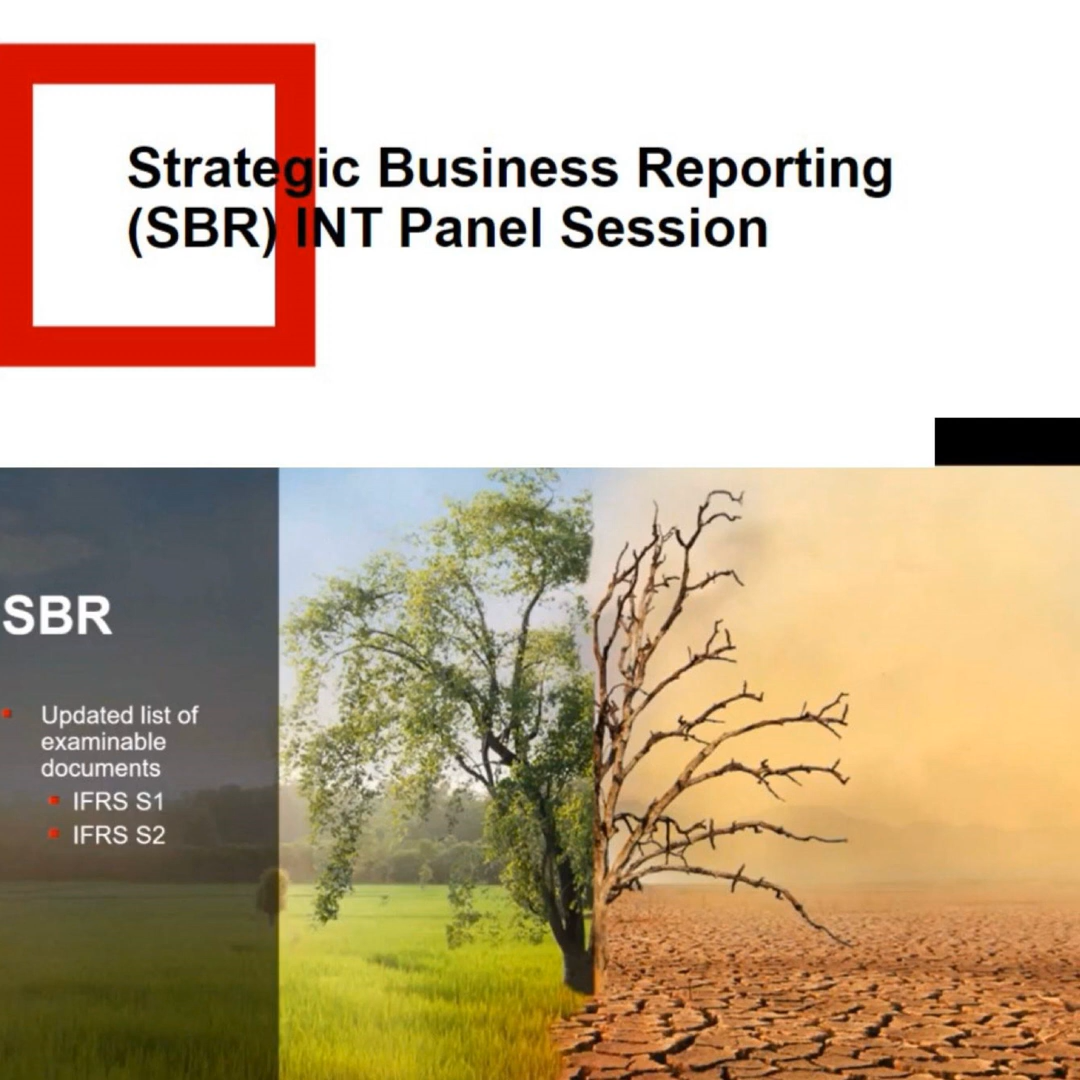 Strategic Business Reporting
(SBR) INT Panel Session
SBR
Updated list of
examinable
documents
IFRS S1
IFRS S2